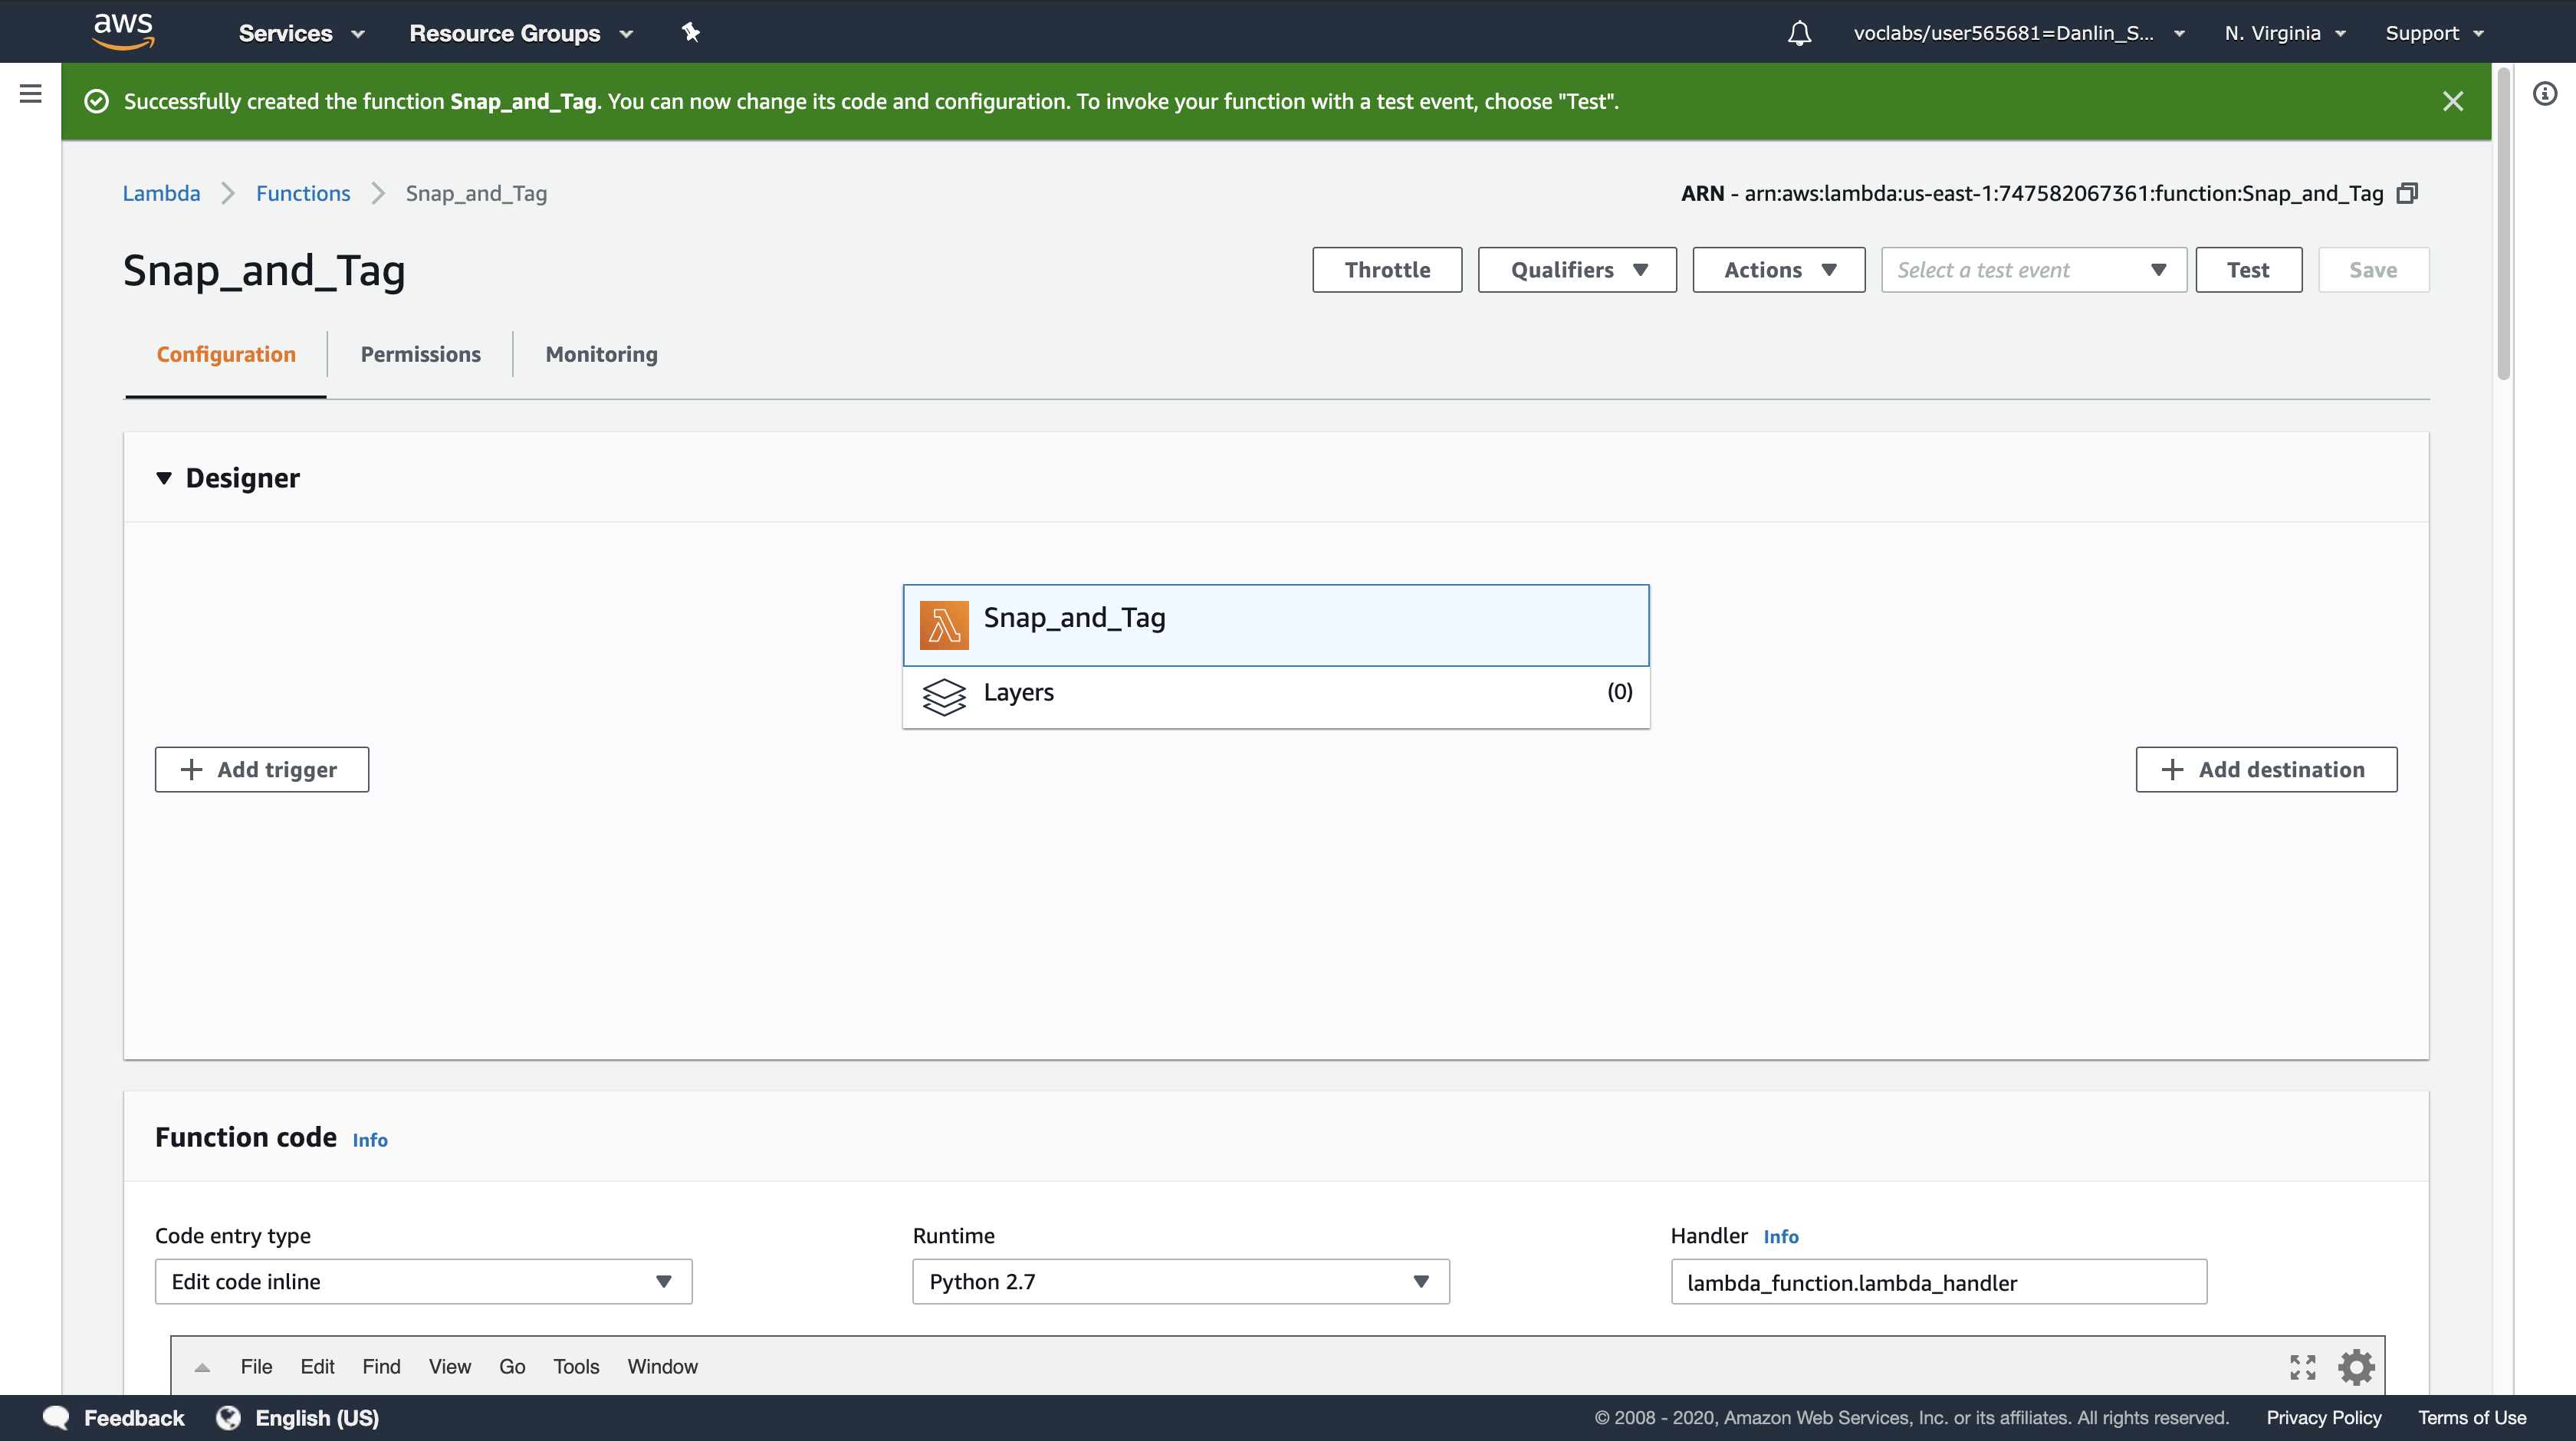 aws Services Resource Groups voclabs/user565681=Danlin_S... N. Virginia Support
Successfully created the function Snap_and_Tag. You can now change its code and configuration. To invoke your function with a test event, choose "Test".
Lambda Functions Snap_and_Tag ARN - arn:aws:lambda:us-east-1:747582067361:function:Snap_and_Tag
Snap_and_Tag Throttle Qualifiers Actions Select a test event Test Save
Configuration Permissions Monitoring
Designer
Snap_and_Tag
Layers (0)
Add trigger Add destination
Function code Info
Code entry type Runtime Handler Info
Edit code inline Python 2.7 lambda_function.lambda_handler
File Edit Find View Go Tools Window
Feedback English (US) © 2008 - 2020, Amazon Web Services, Inc. or its affiliates. All rights reserved. Privacy Policy Terms of Use